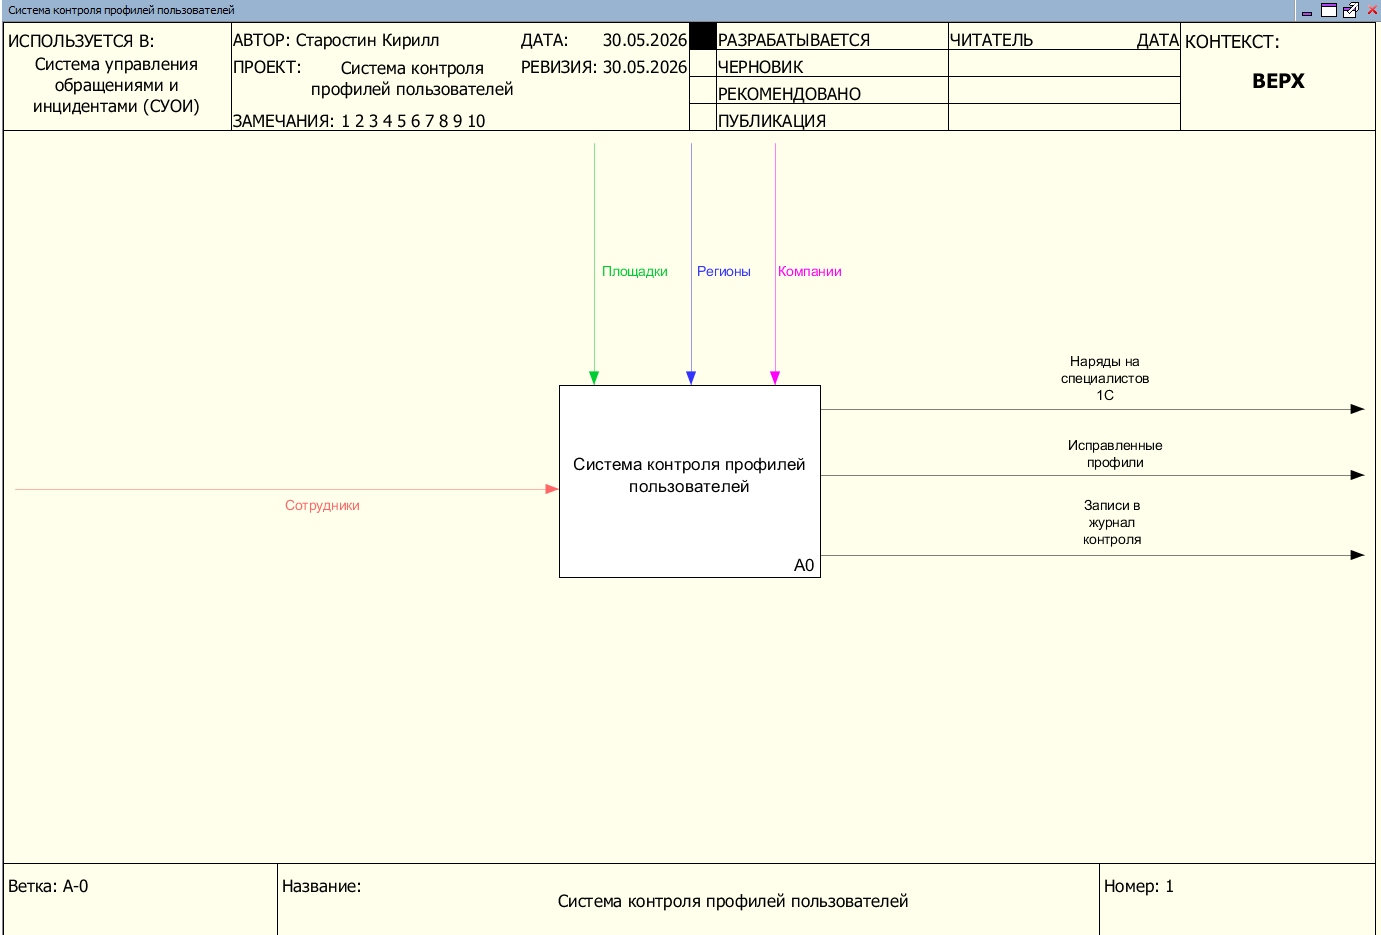 Система контроля профилей пользователей
ИСПОЛЬЗУЕТСЯ В:
Система управления
обращениями и
инцидентами (СУОИ)
АВТОР: Старостин Кирилл
ДАТА: 30.05.2026
ПРОЕКТ: Система контроля
профилей пользователей
РЕВИЗИЯ: 30.05.2026
ЗАМЕЧАНИЯ: 1 2 3 4 5 6 7 8 9 10
РАЗРАБАТЫВАЕТСЯ
ЧЕРНОВИК
РЕКОМЕНДОВАНО
ПУБЛИКАЦИЯ
ЧИТАТЕЛЬ ДАТА
КОНТЕКСТ:
ВЕРХ
Площадки
Регионы
Компании
Наряды на
специалистов
1С
Исправленные
профили
Записи в
журнал
контроля
Система контроля профилей
пользователей
A0
Сотрудники
Ветка: A-0
Название:
Система контроля профилей пользователей
Номер: 1